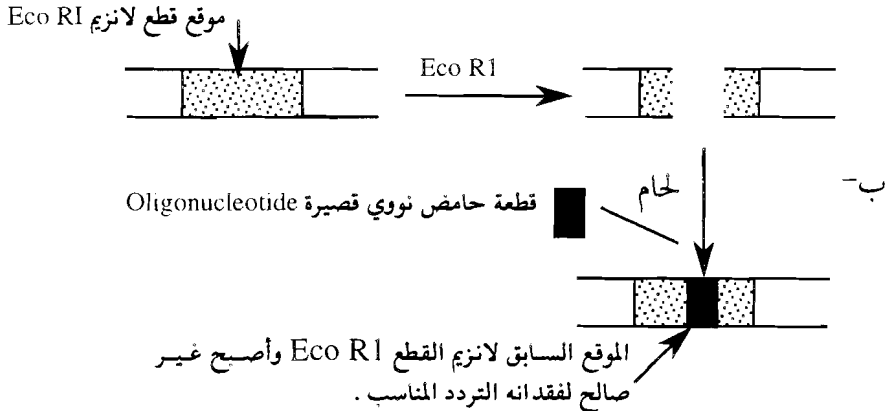 موقع قطع لانزيم Eco RI
Eco R1
ب-
لحام
قطعة حامض نووي قصيرة Oligonucleotide
الموقع السابق لانزيم القطع Eco R1 وأصبح غير
صالح لفقدانه التردد المناسب .